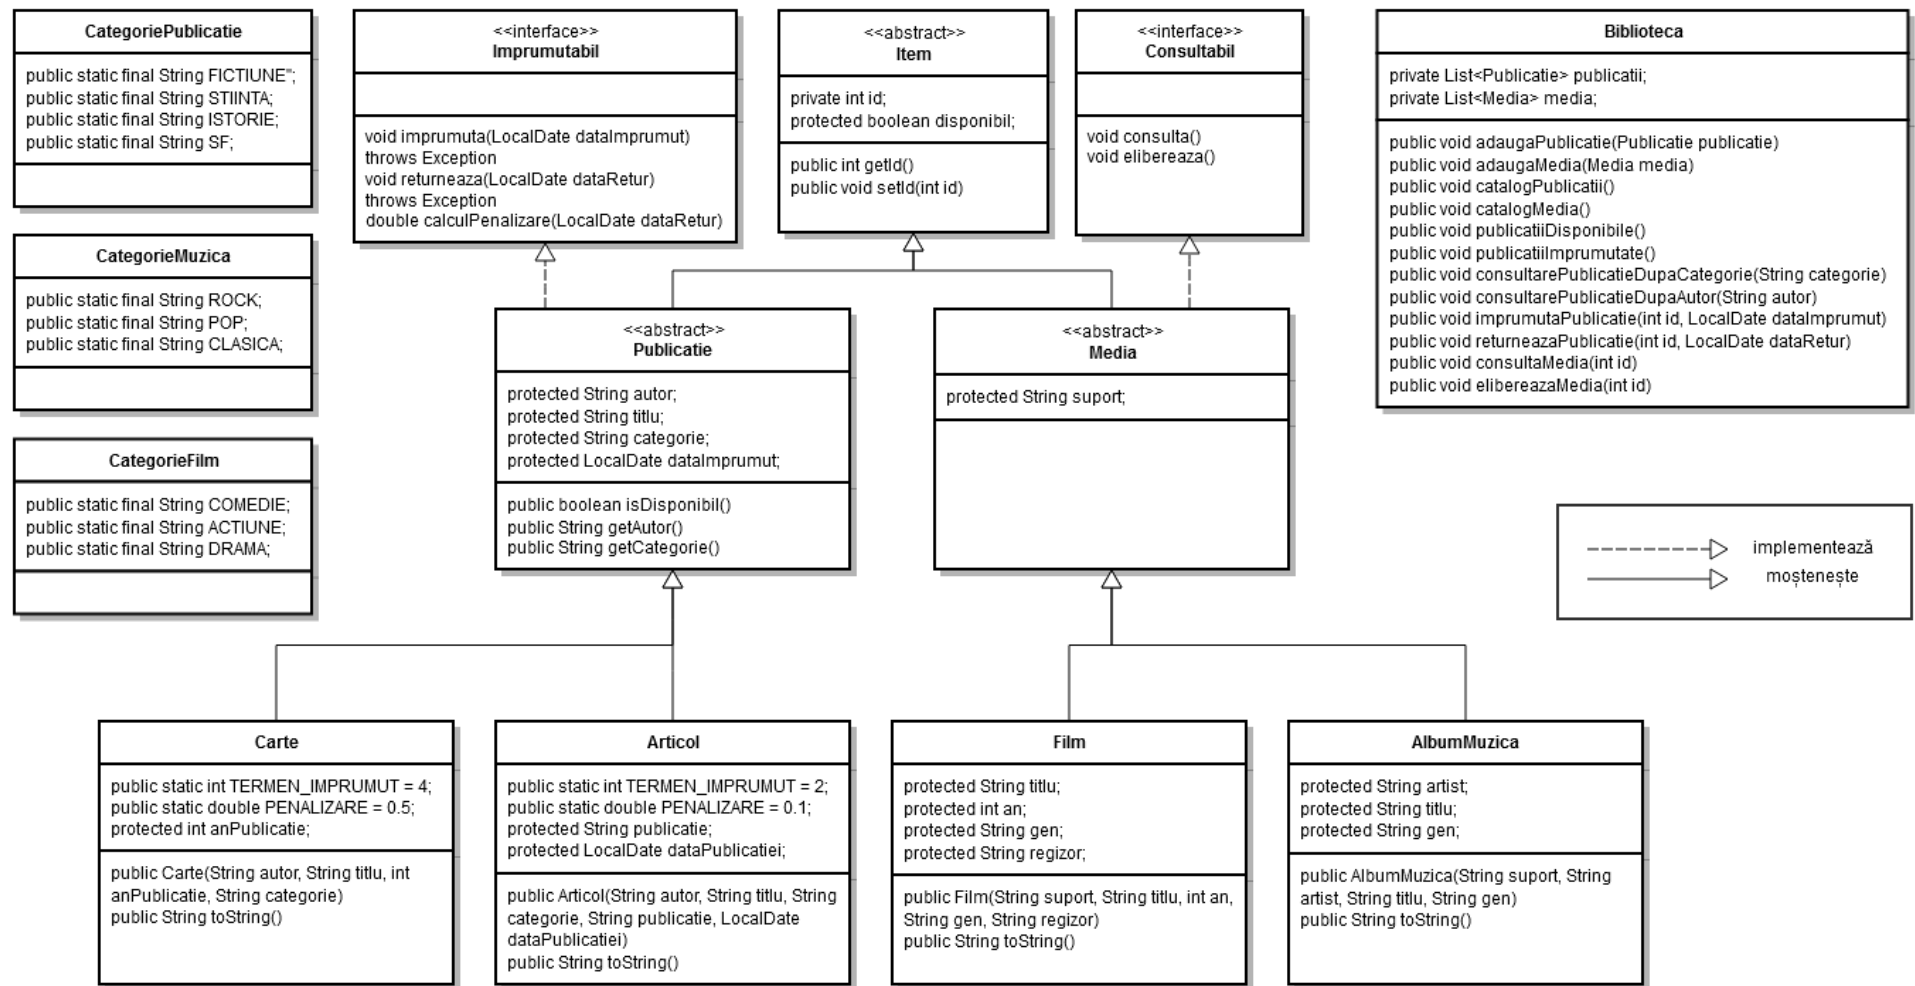 CategoriePublicatie
public static final String FICTIUNE";
public static final String STIINTA;
public static final String ISTORIE;
public static final String SF;
CategorieMuzica
public static final String ROCK;
public static final String POP;
public static final String CLASICA;
CategorieFilm
public static final String COMEDIE;
public static final String ACTIUNE;
public static final String DRAMA;
<<interface>>
Imprumutabil
void imprumuta(LocalDate dataImprumut)
throws Exception
void returneaza(LocalDate dataRetur)
throws Exception
double calculPenalizare(LocalDate dataRetur)
<<abstract>>
Item
private int id;
protected boolean disponibil;
public int getId()
public void setId(int id)
<<interface>>
Consultabil
void consulta()
void elibereaza()
Biblioteca
private List<Publicatie> publicatii;
private List<Media> media;
public void adaugaPublicatie(Publicatie publicatie)
public void adaugaMedia(Media media)
public void catalogPublicatii()
public void catalogMedia()
public void publicatiiDisponibile()
public void publicatiiImprumutate()
public void consultarePublicatieDupaCategorie(String categorie)
public void consultarePublicatieDupaAutor(String autor)
public void imprumutaPublicatie(int id, LocalDate dataImprumut)
public void returneazaPublicatie(int id, LocalDate dataRetur)
public void consultaMedia(int id)
public void elibereazaMedia(int id)
<<abstract>>
Publicatie
protected String autor;
protected String titlu;
protected String categorie;
protected LocalDate dataImprumut;
public boolean isDisponibil()
public String getAutor()
public String getCategorie()
<<abstract>>
Media
protected String suport;
implementează
moștenește
Carte
public static int TERMEN_IMPRUMUT = 4;
public static double PENALIZARE = 0.5;
protected int anPublicatie;
public Carte(String autor, String titlu, int
anPublicatie, String categorie)
public String toString()
Articol
public static int TERMEN_IMPRUMUT = 2;
public static double PENALIZARE = 0.1;
protected String publicatie;
protected LocalDate dataPublicatiei;
public Articol(String autor, String titlu, String
categorie, String publicatie, LocalDate
dataPublicatiei)
public String toString()
Film
protected String titlu;
protected int an;
protected String gen;
protected String regizor;
public Film(String suport, String titlu, int an,
String gen, String regizor)
public String toString()
AlbumMuzica
protected String artist;
protected String titlu;
protected String gen;
public AlbumMuzica(String suport, String
artist, String titlu, String gen)
public String toString()